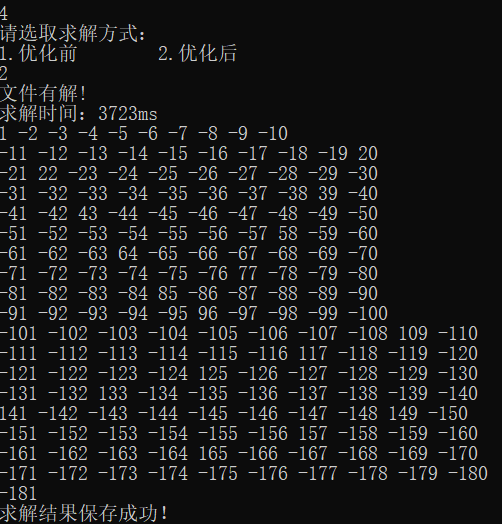 4
请选取求解方式:
1.优化前 2.优化后
2
文件有解!
求解时间: 3723ms
1 -2 -3 -4 -5 -6 -7 -8 -9 -10
-11 -12 -13 -14 -15 -16 -17 -18 -19 20
-21 22 -23 -24 -25 -26 -27 -28 -29 -30
-31 -32 -33 -34 -35 -36 -37 -38 39 -40
-41 -42 43 -44 -45 -46 -47 -48 -49 -50
-51 -52 -53 -54 -55 -56 -57 58 -59 -60
-61 -62 -63 64 -65 -66 -67 -68 -69 -70
-71 -72 -73 -74 -75 -76 77 -78 -79 -80
-81 -82 -83 -84 85 -86 -87 -88 -89 -90
-91 -92 -93 -94 -95 96 -97 -98 -99 -100
-101 -102 -103 -104 -105 -106 -107 -108 109 -110
-111 -112 -113 -114 -115 -116 117 -118 -119 -120
-121 -122 -123 -124 125 -126 -127 -128 -129 -130
-131 -132 133 -134 -135 -136 -137 -138 -139 -140
141 -142 -143 -144 -145 -146 -147 -148 149 -150
-151 -152 -153 -154 -155 -156 157 -158 -159 -160
-161 -162 -163 -164 165 -166 -167 -168 -169 -170
-171 -172 -173 -174 -175 -176 -177 -178 -179 -180
-181
求解结果保存成功!